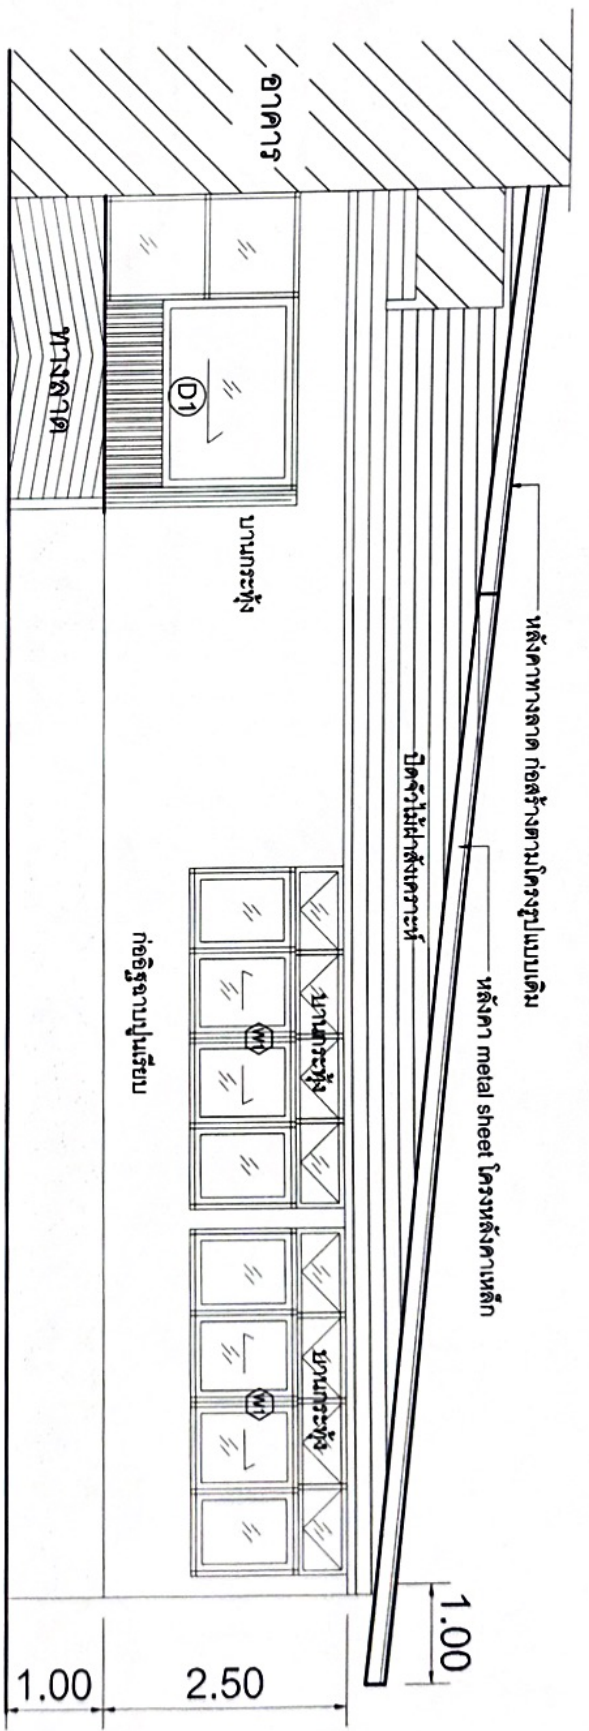 หลังคาทางลาด ก่อสร้างตามโครงรูปแบบเดิม
หลังคา metal sheet โครงหลังคาเหล็ก
1.00
อาคาร
ปิดจั่วไม้ฝาสังเคราะห์
บานกระทุ้ง
บานกระทุ้ง
บานกระทุ้ง
D1
W1
W1
2.50
ก่ออิฐฉาบปูนเรียบ
ทางลาด
1.00